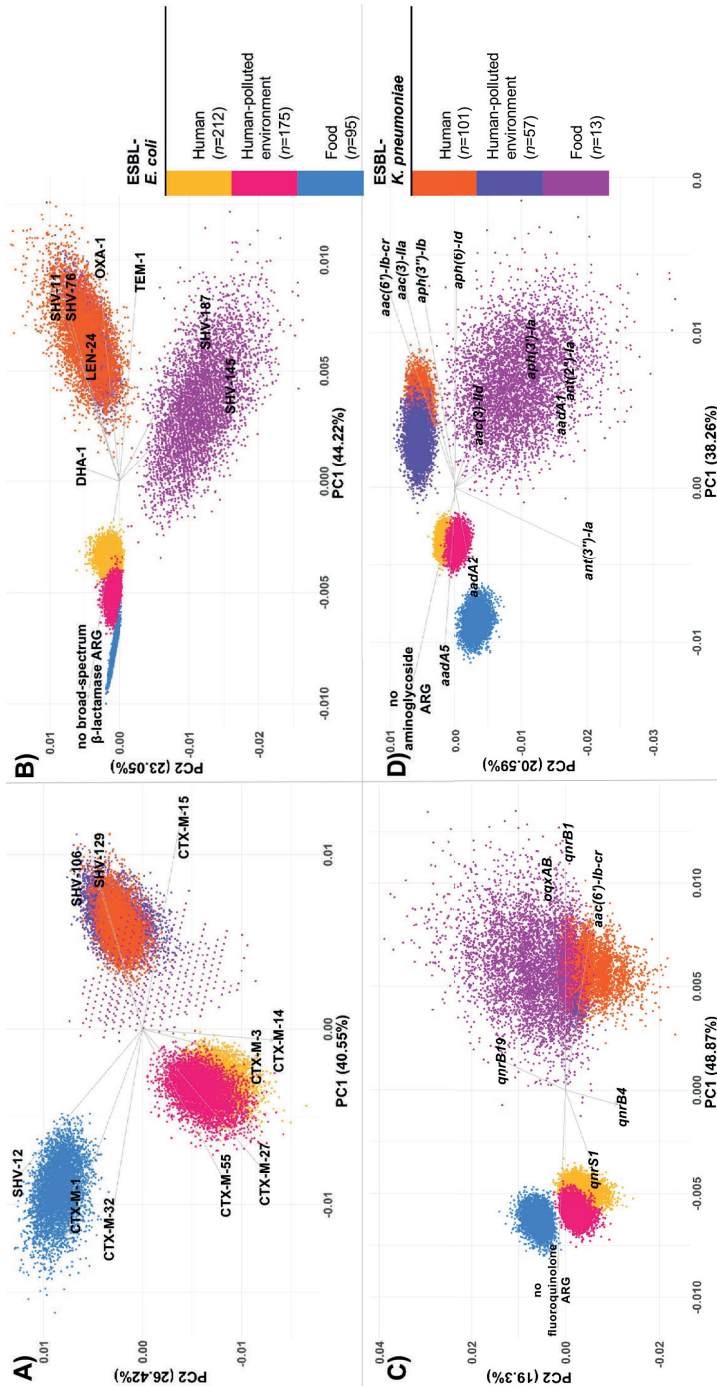 A)
0.01
0.00
-0.01
PC2 (26.42%)
SHV-12
CTX-M-1
CTX-M-32
CTX-M-55
CTX-M-27
CTX-M-3
CTX-M-14
SHV-106
SHV-129
CTX-M-15
-0.01
0.00
0.01
PC1 (40.55%)
B)
0.01
0.00
-0.01
-0.02
PC2 (23.05%)
no broad-spectrum
β-lactamase ARG
DHA-1
SHV-11
SHV-76
LEN-24
OXA-1
TEM-1
SHV-187
SHV-145
-0.010
-0.005
0.000
0.005
0.010
PC1 (44.22%)
ESBL-
E. coli
Human
(n=212)
Human-polluted
environment
(n=175)
Food
(n=95)
C)
0.04
0.02
0.00
-0.02
PC2 (19.3%)
no
fluoroquinolone
ARG
qnrS1
qnrB19
qnrB4
oqxAB
qnrB1
aac(6')-Ib-cr
-0.010
-0.005
0.000
0.005
0.010
PC1 (48.87%)
D)
0.01
0.00
-0.01
-0.02
-0.03
PC2 (20.59%)
no
aminoglycoside
ARG
aadA5
aadA2
ant(3'')-Ia
aac(6')-Ib-cr
aac(3)-IIa
aph(3'')-Ib
aph(6)-Id
aac(3)-IId
aph(3')-Ia
aadA1
ant(2'')-Ia
-0.01
0.00
0.01
0.0
PC1 (38.26%)
ESBL-
K. pneumoniae
Human
(n=101)
Human-polluted
environment
(n=57)
Food
(n=13)